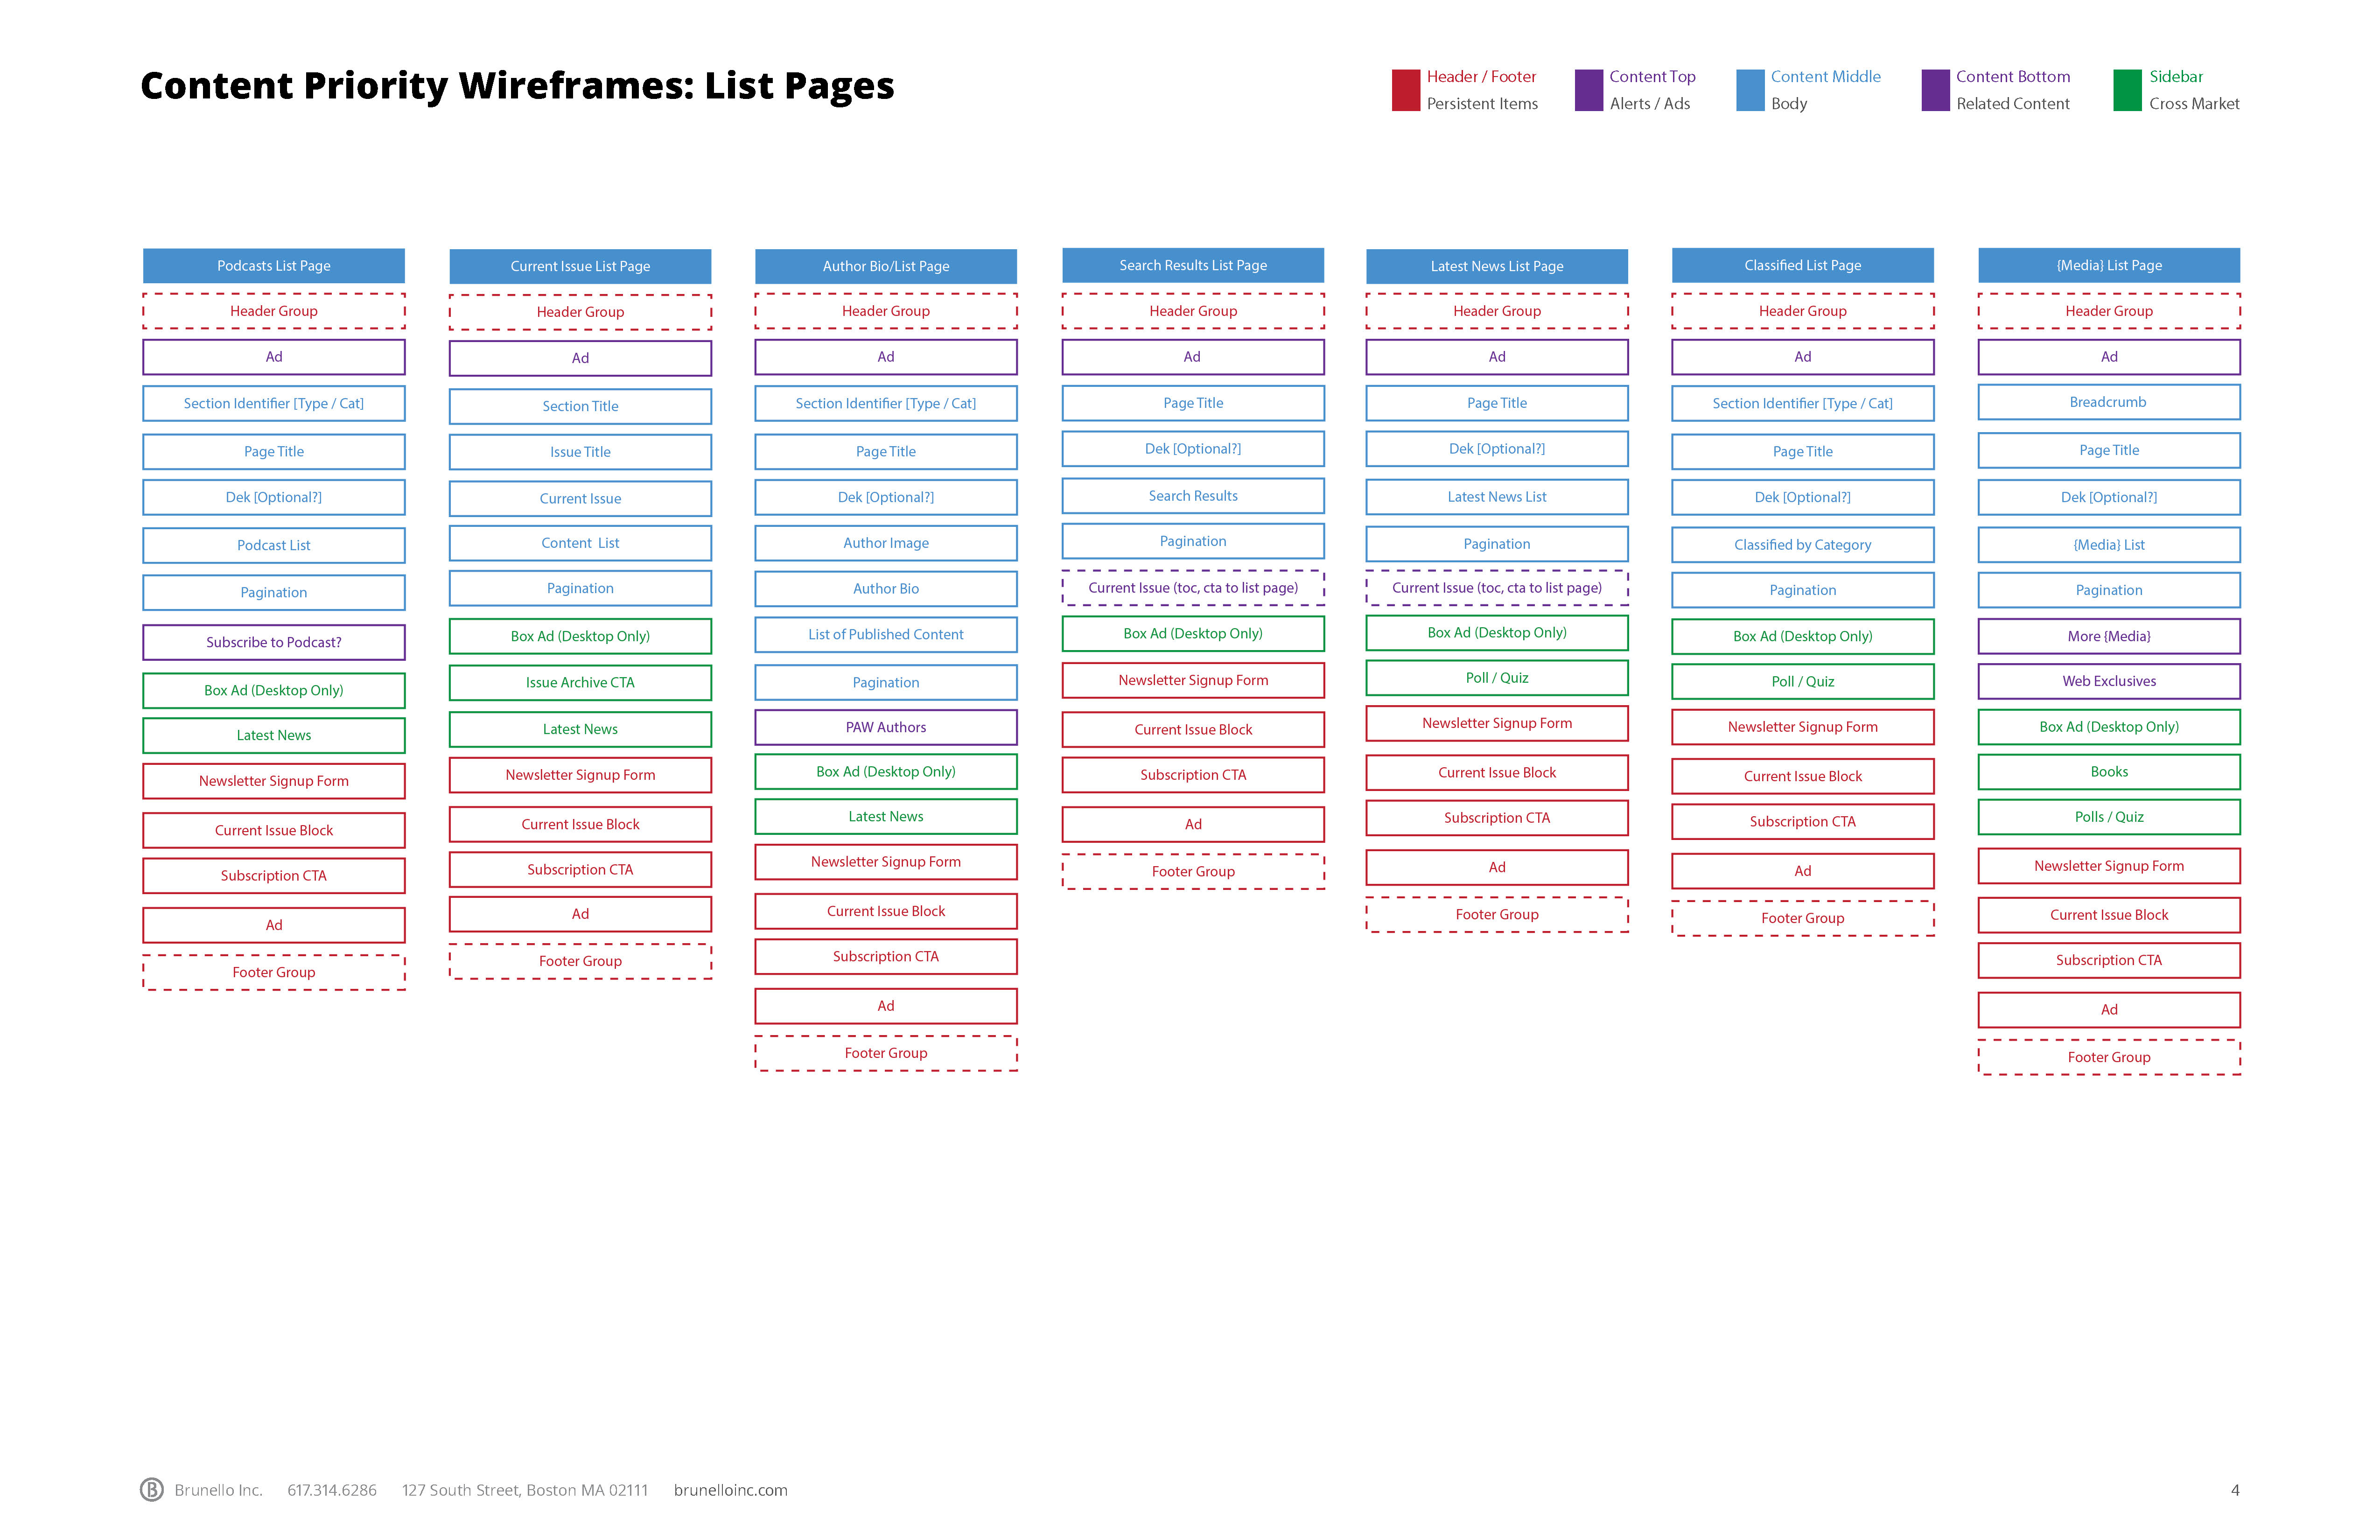 Content Priority Wireframes: List Pages
Header / Footer
Persistent Items
Content Top
Alerts / Ads
Content Middle
Body
Content Bottom
Related Content
Sidebar
Cross Market
Podcasts List Page
Header Group
Ad
Section Identifier [Type / Cat]
Page Title
Dek [Optional?]
Podcast List
Pagination
Subscribe to Podcast?
Box Ad (Desktop Only)
Latest News
Newsletter Signup Form
Current Issue Block
Subscription CTA
Ad
Footer Group
Current Issue List Page
Header Group
Ad
Section Title
Issue Title
Current Issue
Content List
Pagination
Box Ad (Desktop Only)
Issue Archive CTA
Latest News
Newsletter Signup Form
Current Issue Block
Subscription CTA
Ad
Footer Group
Author Bio/List Page
Header Group
Ad
Section Identifier [Type / Cat]
Page Title
Dek [Optional?]
Author Image
Author Bio
List of Published Content
Pagination
PAW Authors
Box Ad (Desktop Only)
Latest News
Newsletter Signup Form
Current Issue Block
Subscription CTA
Ad
Footer Group
Search Results List Page
Header Group
Ad
Page Title
Dek [Optional?]
Search Results
Pagination
Current Issue (toc, cta to list page)
Box Ad (Desktop Only)
Newsletter Signup Form
Current Issue Block
Subscription CTA
Ad
Footer Group
Latest News List Page
Header Group
Ad
Page Title
Dek [Optional?]
Latest News List
Pagination
Current Issue (toc, cta to list page)
Box Ad (Desktop Only)
Poll / Quiz
Newsletter Signup Form
Current Issue Block
Subscription CTA
Ad
Footer Group
Classified List Page
Header Group
Ad
Section Identifier [Type / Cat]
Page Title
Dek [Optional?]
Classified by Category
Pagination
Box Ad (Desktop Only)
Poll / Quiz
Newsletter Signup Form
Current Issue Block
Subscription CTA
Ad
Footer Group
{Media} List Page
Header Group
Ad
Breadcrumb
Page Title
Dek [Optional?]
{Media} List
Pagination
More {Media}
Web Exclusives
Box Ad (Desktop Only)
Books
Polls / Quiz
Newsletter Signup Form
Current Issue Block
Subscription CTA
Ad
Footer Group
B Brunello Inc. 617.314.6286 127 South Street, Boston MA 02111 brunelloinc.com
4